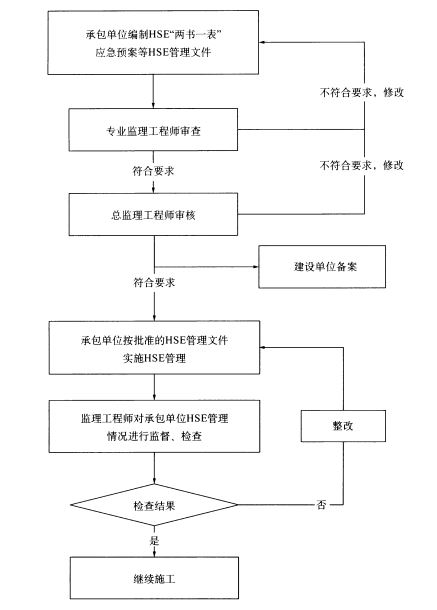 承包单位编制HSE“两书一表”
应急预案等HSE管理文件
不符合要求，修改
专业监理工程师审查
符合要求
不符合要求，修改
总监理工程师审核
建设单位备案
符合要求
承包单位按批准的HSE管理文件
实施HSE管理
监理工程师对承包单位HSE管理
情况进行监督、检查
整改
检查结果
否
是
继续施工